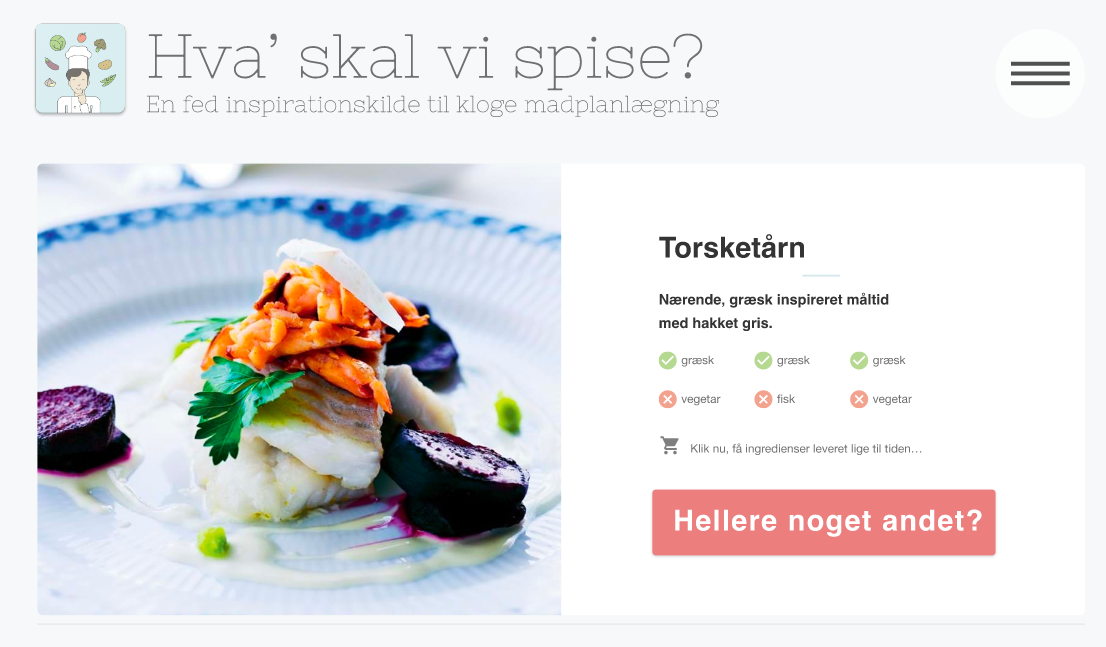 Hva’ skal vi spise?
En fed inspirationskilde til kloge madplanlægning
Torsketårn
Nærende, græsk inspireret måltid
med hakket gris.
græsk græsk græsk
vegetar fisk vegetar
Klik nu, få ingredienser leveret lige til tiden…
Hellere noget andet?